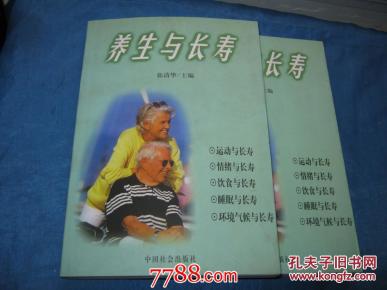 养生与长寿
张清华/主编
⊙运动与长寿
⊙情绪与长寿
⊙饮食与长寿
⊙睡眠与长寿
⊙环境气候与长寿
中国社会出版社
长寿
编
⊙运动与长寿
⊙情绪与长寿
⊙饮食与长寿
⊙睡眠与长寿
⊙环境气候与长寿
7788.com
孔夫子旧书网